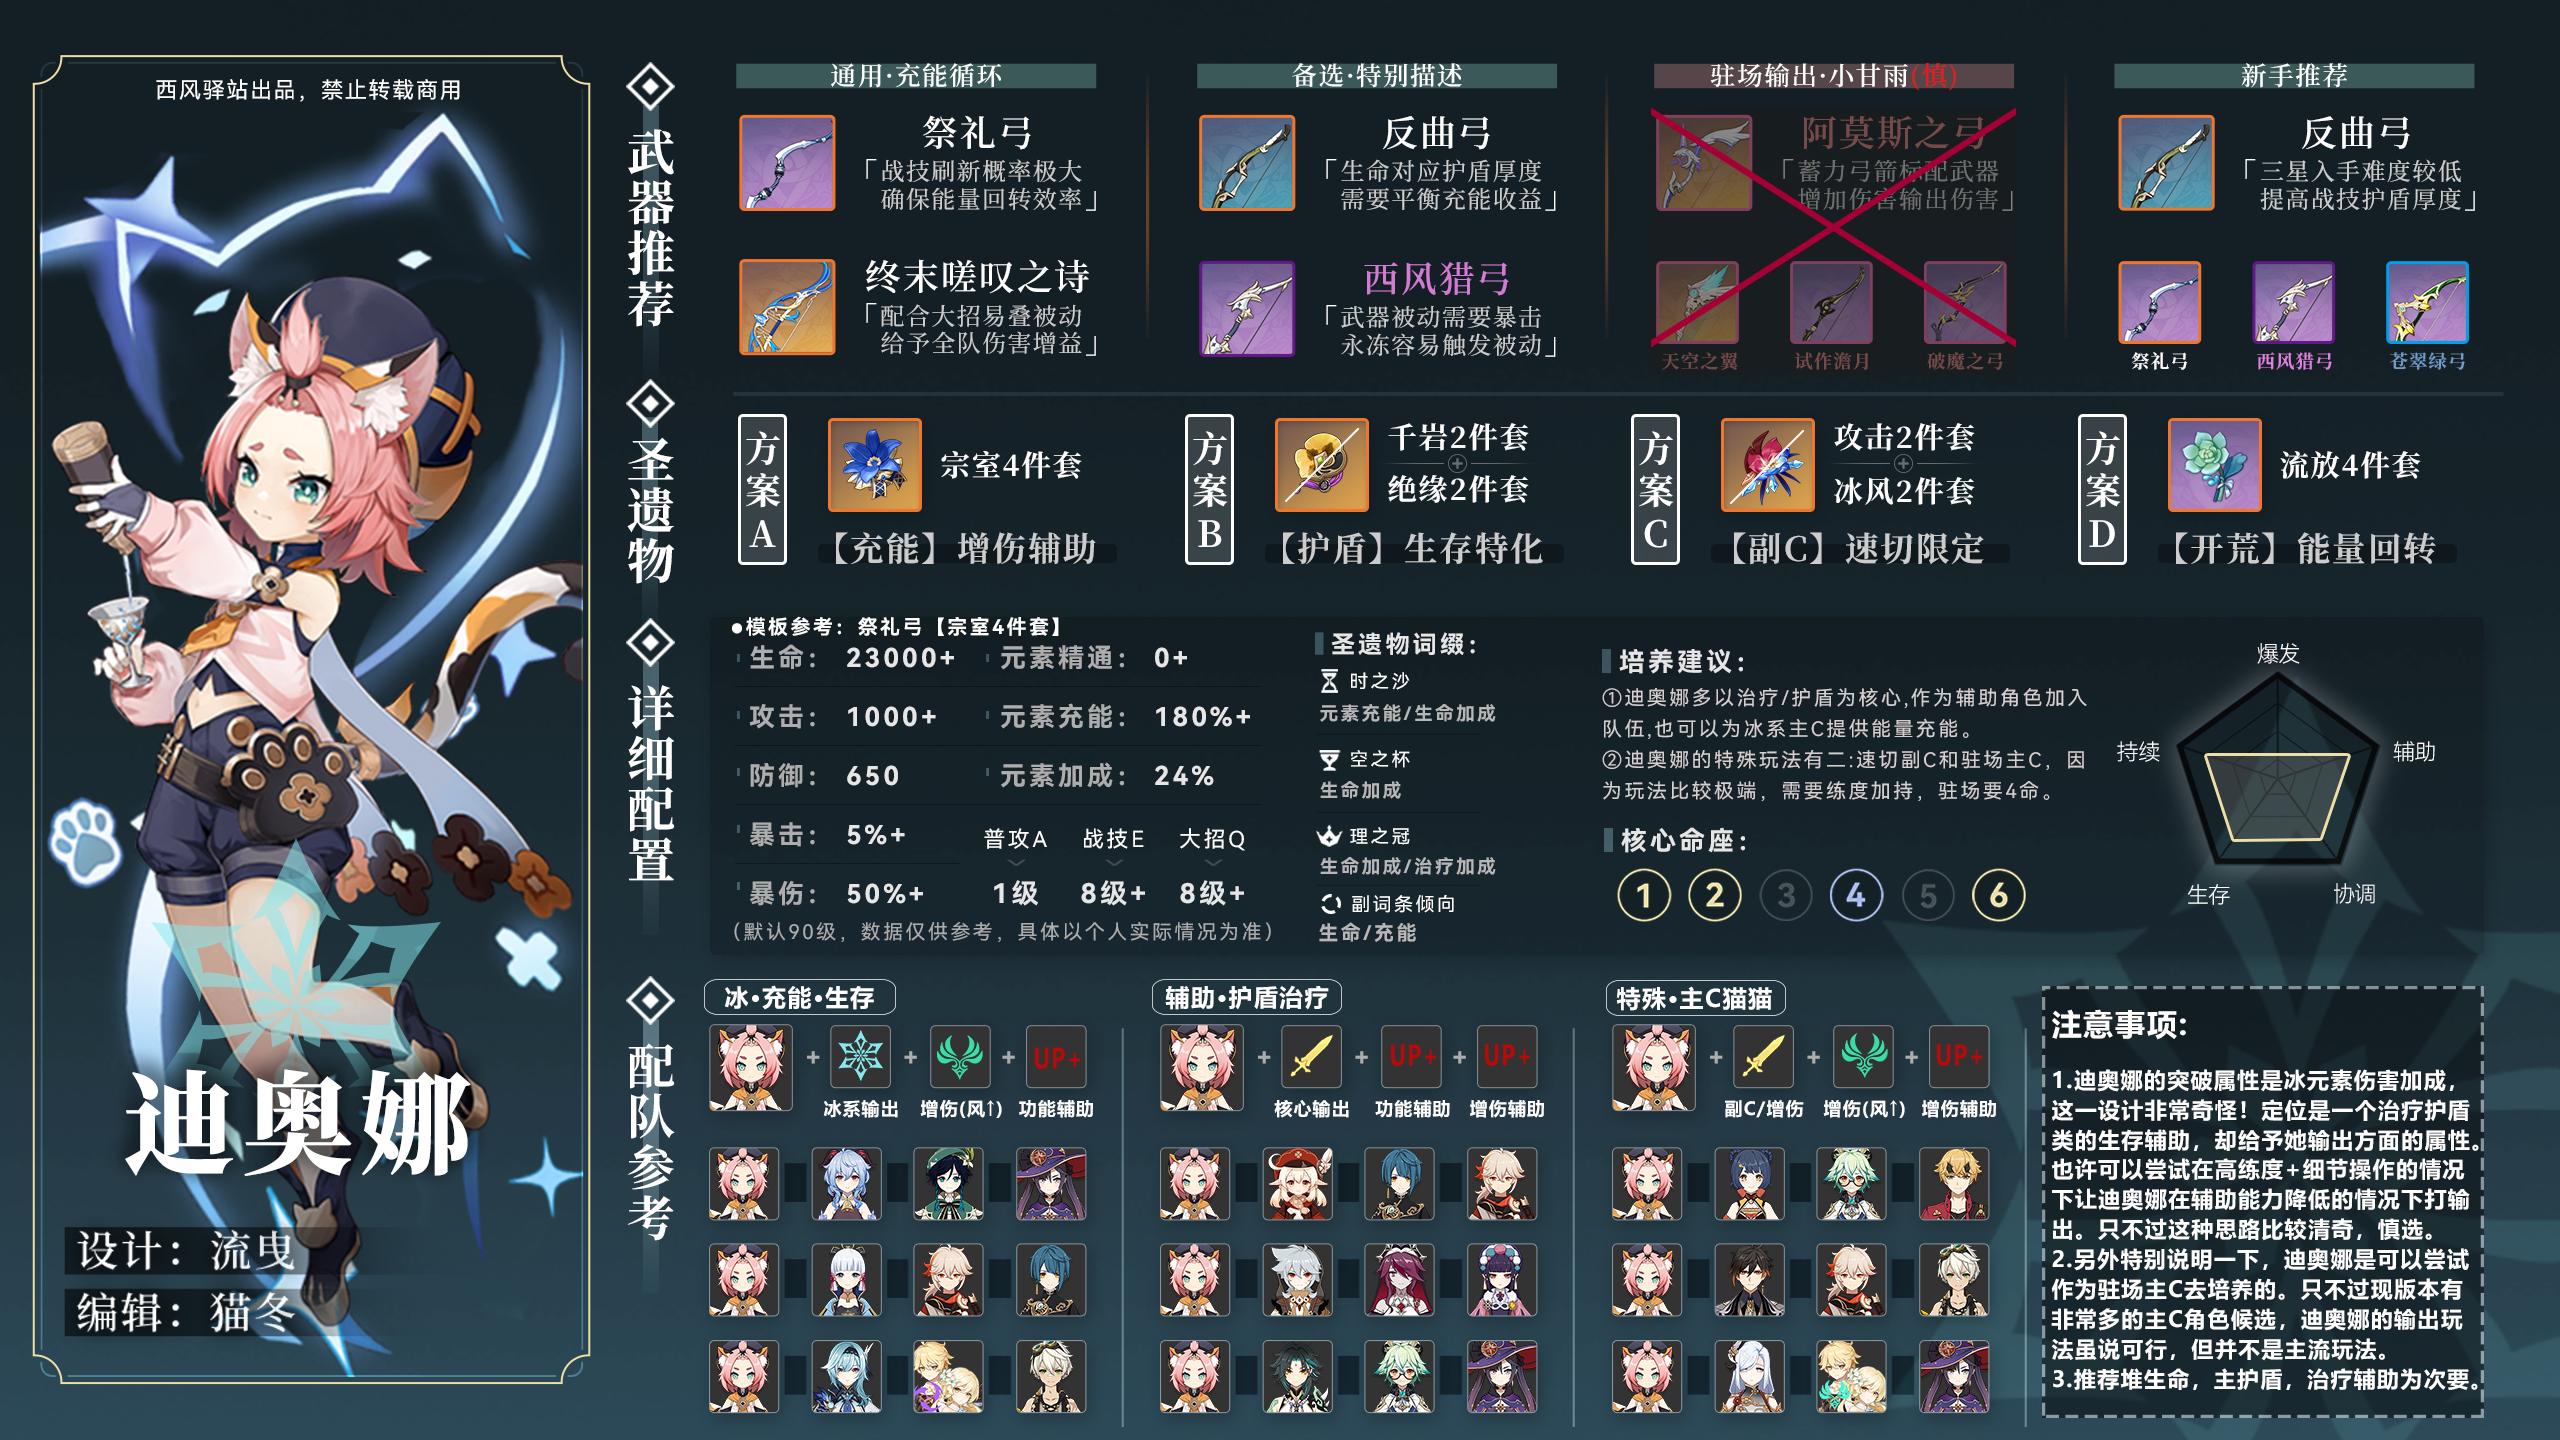 西风驿站出品，禁止转载商用
迪奥娜
设计：流曳
编辑：猫冬
武器推荐
通用·充能循环
祭礼弓
「战技刷新概率极大
确保能量回转效率」
终末嗟叹之诗
「配合大招易叠被动
给予全队伤害增益」
备选·特别描述
反曲弓
「生命对应护盾厚度
需要平衡充能收益」
西风猎弓
「武器被动需要暴击
永冻容易触发被动」
驻场输出·小甘雨(慎)
阿莫斯之弓
「蓄力弓箭标配武器
增加伤害输出伤害」
天空之翼 试作澹月 破魔之弓
新手推荐
反曲弓
「三星入手难度较低
提高战技护盾厚度」
祭礼弓 西风猎弓 苍翠绿弓
圣遗物
方案A
宗室4件套
【充能】增伤辅助
方案B
千岩2件套
+
绝缘2件套
【护盾】生存特化
方案C
攻击2件套
+
冰风2件套
【副C】速切限定
方案D
流放4件套
【开荒】能量回转
详细配置
●模板参考：祭礼弓【宗室4件套】
生命： 23000+ 元素精通： 0+
攻击： 1000+ 元素充能： 180%+
防御： 650 元素加成： 24%
暴击： 5%+ 普攻A 战技E 大招Q
暴伤： 50%+ 1级 8级+ 8级+
（默认90级，数据仅供参考，具体以个人实际情况为准）
圣遗物词缀：
时之沙
元素充能/生命加成
空之杯
生命加成
理之冠
生命加成/治疗加成
副词条倾向
生命/充能
培养建议：
①迪奥娜多以治疗/护盾为核心,作为辅助角色加入
队伍,也可以为冰系主C提供能量充能。
②迪奥娜的特殊玩法有二:速切副C和驻场主C，因
为玩法比较极端，需要练度加持，驻场要4命。
核心命座：
1 2 3 4 5 6
爆发
持续 辅助
生存 协调
配队参考
冰·充能·生存
+ + + UP+
冰系输出 增伤(风↑) 功能辅助
辅助·护盾治疗
+ + UP+ + UP+
核心输出 功能辅助 增伤辅助
特殊·主C猫猫
+ + + UP+
副C/增伤 增伤(风↑) 增伤辅助
注意事项:
1.迪奥娜的突破属性是冰元素伤害加成，
这一设计非常奇怪！定位是一个治疗护盾
类的生存辅助，却给予她输出方面的属性。
也许可以尝试在高练度+细节操作的情况
下让迪奥娜在辅助能力降低的情况下打输
出。只不过这种思路比较清奇，慎选。
2.另外特别说明一下，迪奥娜是可以尝试
作为驻场主C去培养的。只不过现版本有
非常多的主C角色候选，迪奥娜的输出玩
法虽说可行，但并不是主流玩法。
3.推荐堆生命，主护盾，治疗辅助为次要。